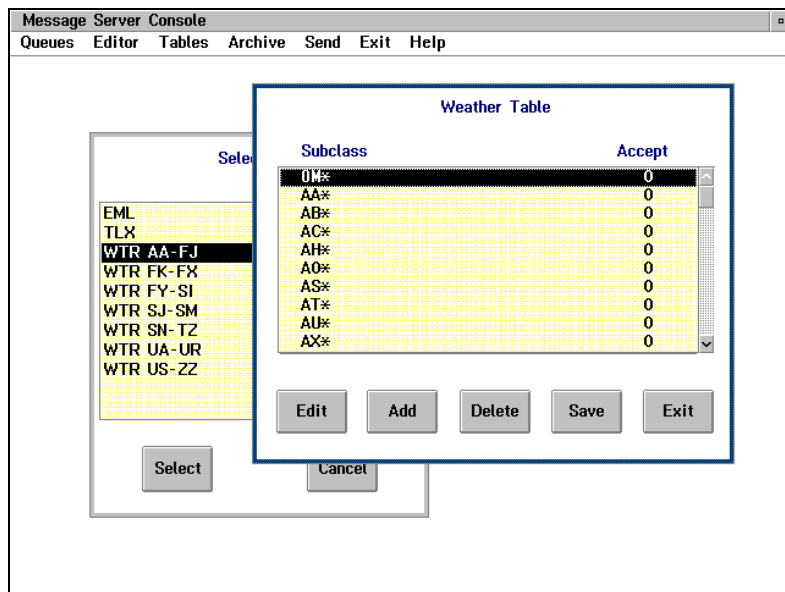 Message Server Console
Queues Editor Tables Archive Send Exit Help
Weather Table
Subclass Accept
0M* 0
AA* 0
AB* 0
AC* 0
AH* 0
AO* 0
AS* 0
AT* 0
AU* 0
AX* 0
Edit Add Delete Save Exit
Sele
EML
TLX
WTR AA-FJ
WTR FK-FX
WTR FY-SI
WTR SJ-SM
WTR SN-TZ
WTR UA-UR
WTR US-ZZ
Select Cancel